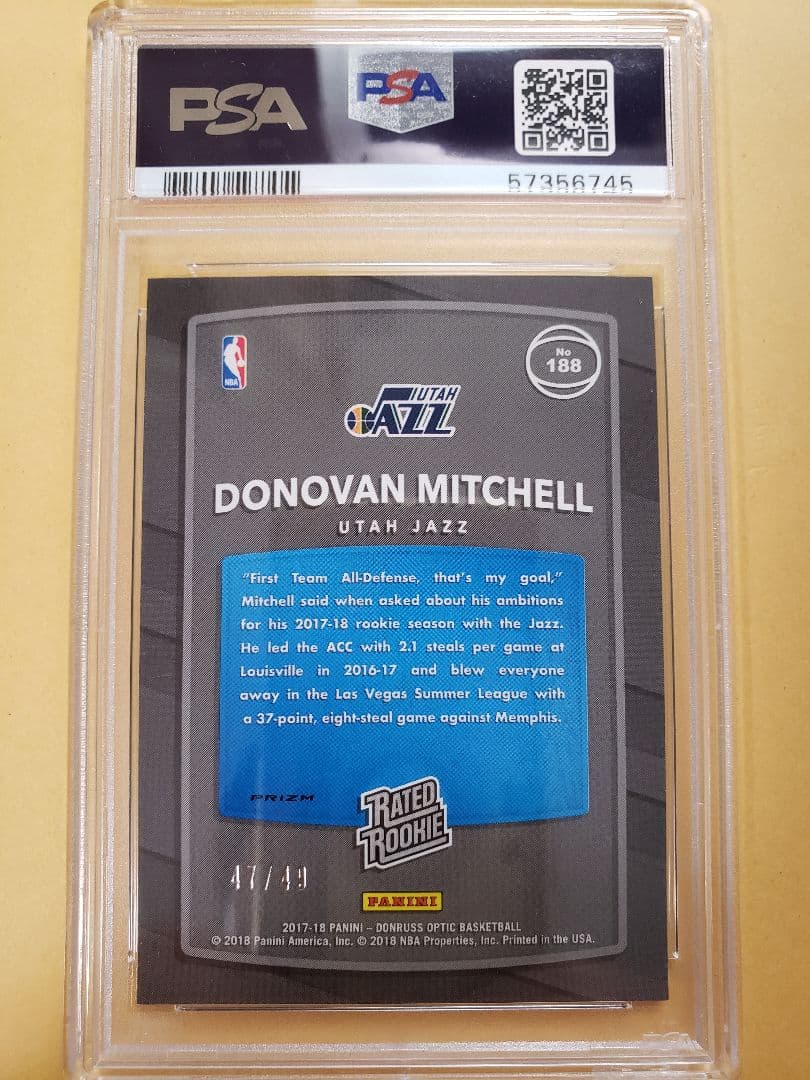 PSA PSA
57356745
NBA
No
188
UTAH
JAZZ
DONOVAN MITCHELL
UTAH JAZZ
"First Team All-Defense, that's my goal,"
Mitchell said when asked about his ambitions
for his 2017-18 rookie season with the Jazz.
He led the ACC with 2.1 steals per game at
Louisville in 2016-17 and blew everyone
away in the Las Vegas Summer League with
a 37-point, eight-steal game against Memphis.
PRIZM
RATED
ROOKIE
47/49
PANINI
2017-18 PANINI – DONRUSS OPTIC BASKETBALL
© 2018 Panini America, Inc. © 2018 NBA Properties, Inc. Printed in the USA.
PSA